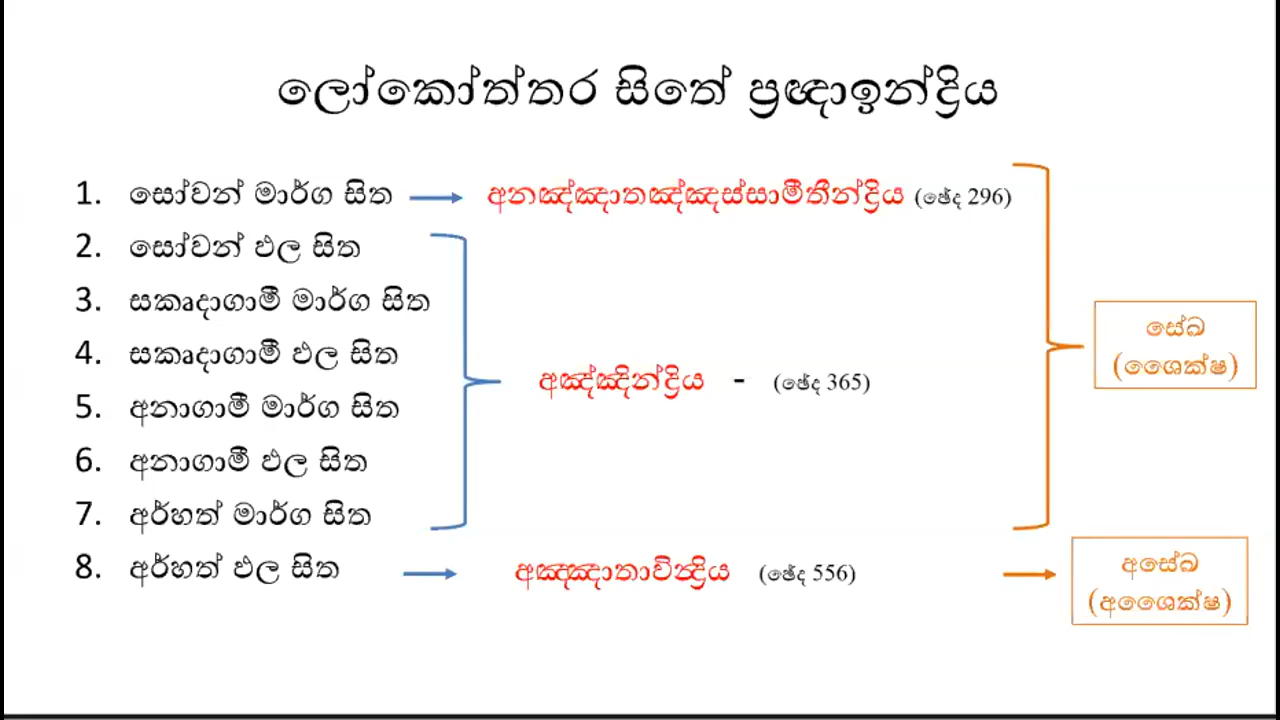 ලෝකෝත්තර සිතේ ප්‍රඥාඉන්ද්‍රිය
1. සෝවන් මාර්ග සිත
අනඤ්ඤාතඤ්ඤස්සාමීතීන්ද්‍රිය (ඡේද 296)
2. සෝවන් ඵල සිත
3. සකෘදාගාමී මාර්ග සිත
4. සකෘදාගාමී ඵල සිත
5. අනාගාමී මාර්ග සිත
6. අනාගාමී ඵල සිත
7. අර්හත් මාර්ග සිත
අඤ්ඤින්ද්‍රිය - (ඡේද 365)
සේඛ
(ශෛක්ෂ)
8. අර්හත් ඵල සිත
අඤ්ඤාතාවින්ද්‍රිය (ඡේද 556)
අසේඛ
(අශෛක්ෂ)